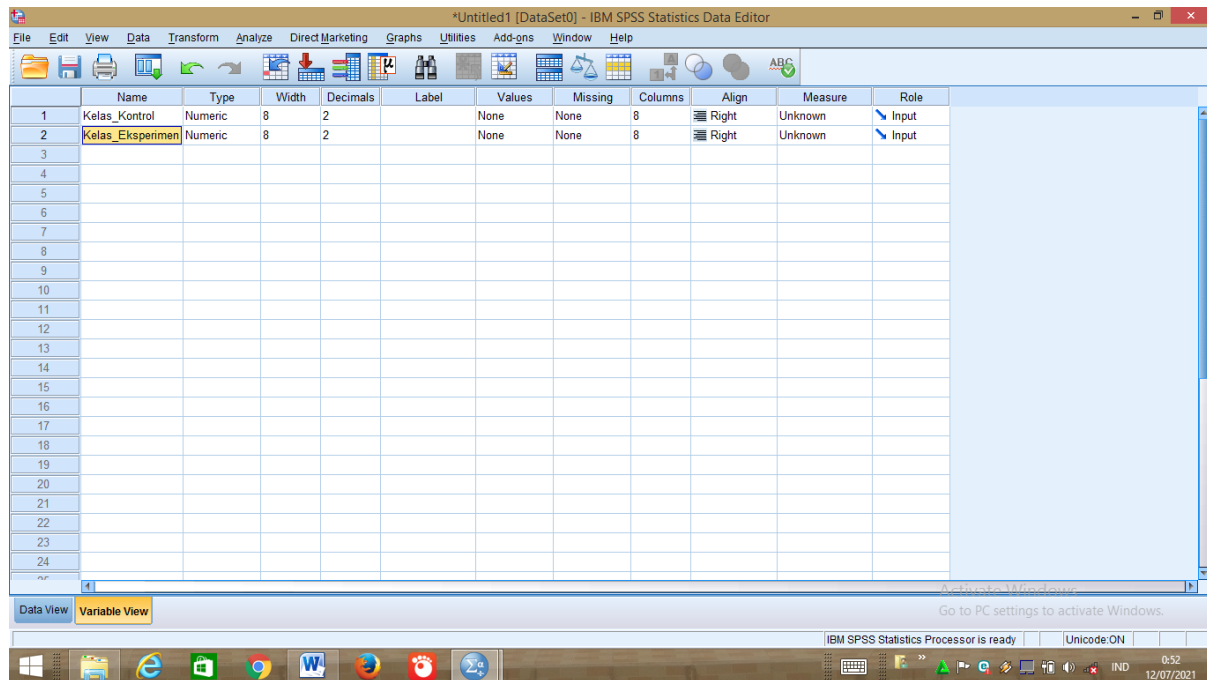 *Untitled1 [DataSet0] - IBM SPSS Statistics Data Editor
File Edit View Data Transform Analyze Direct Marketing Graphs Utilities Add-ons Window Help
Name Type Width Decimals Label Values Missing Columns Align Measure Role
1 Kelas_Kontrol Numeric 8 2 None None 8 Right Unknown Input
2 Kelas_Eksperimen Numeric 8 2 None None 8 Right Unknown Input
3
4
5
6
7
8
9
10
11
12
13
14
15
16
17
18
19
20
21
22
23
24
Activate Windows
Data View Variable View Go to PC settings to activate Windows.
IBM SPSS Statistics Processor is ready Unicode:ON
IND 0:52
12/07/2021